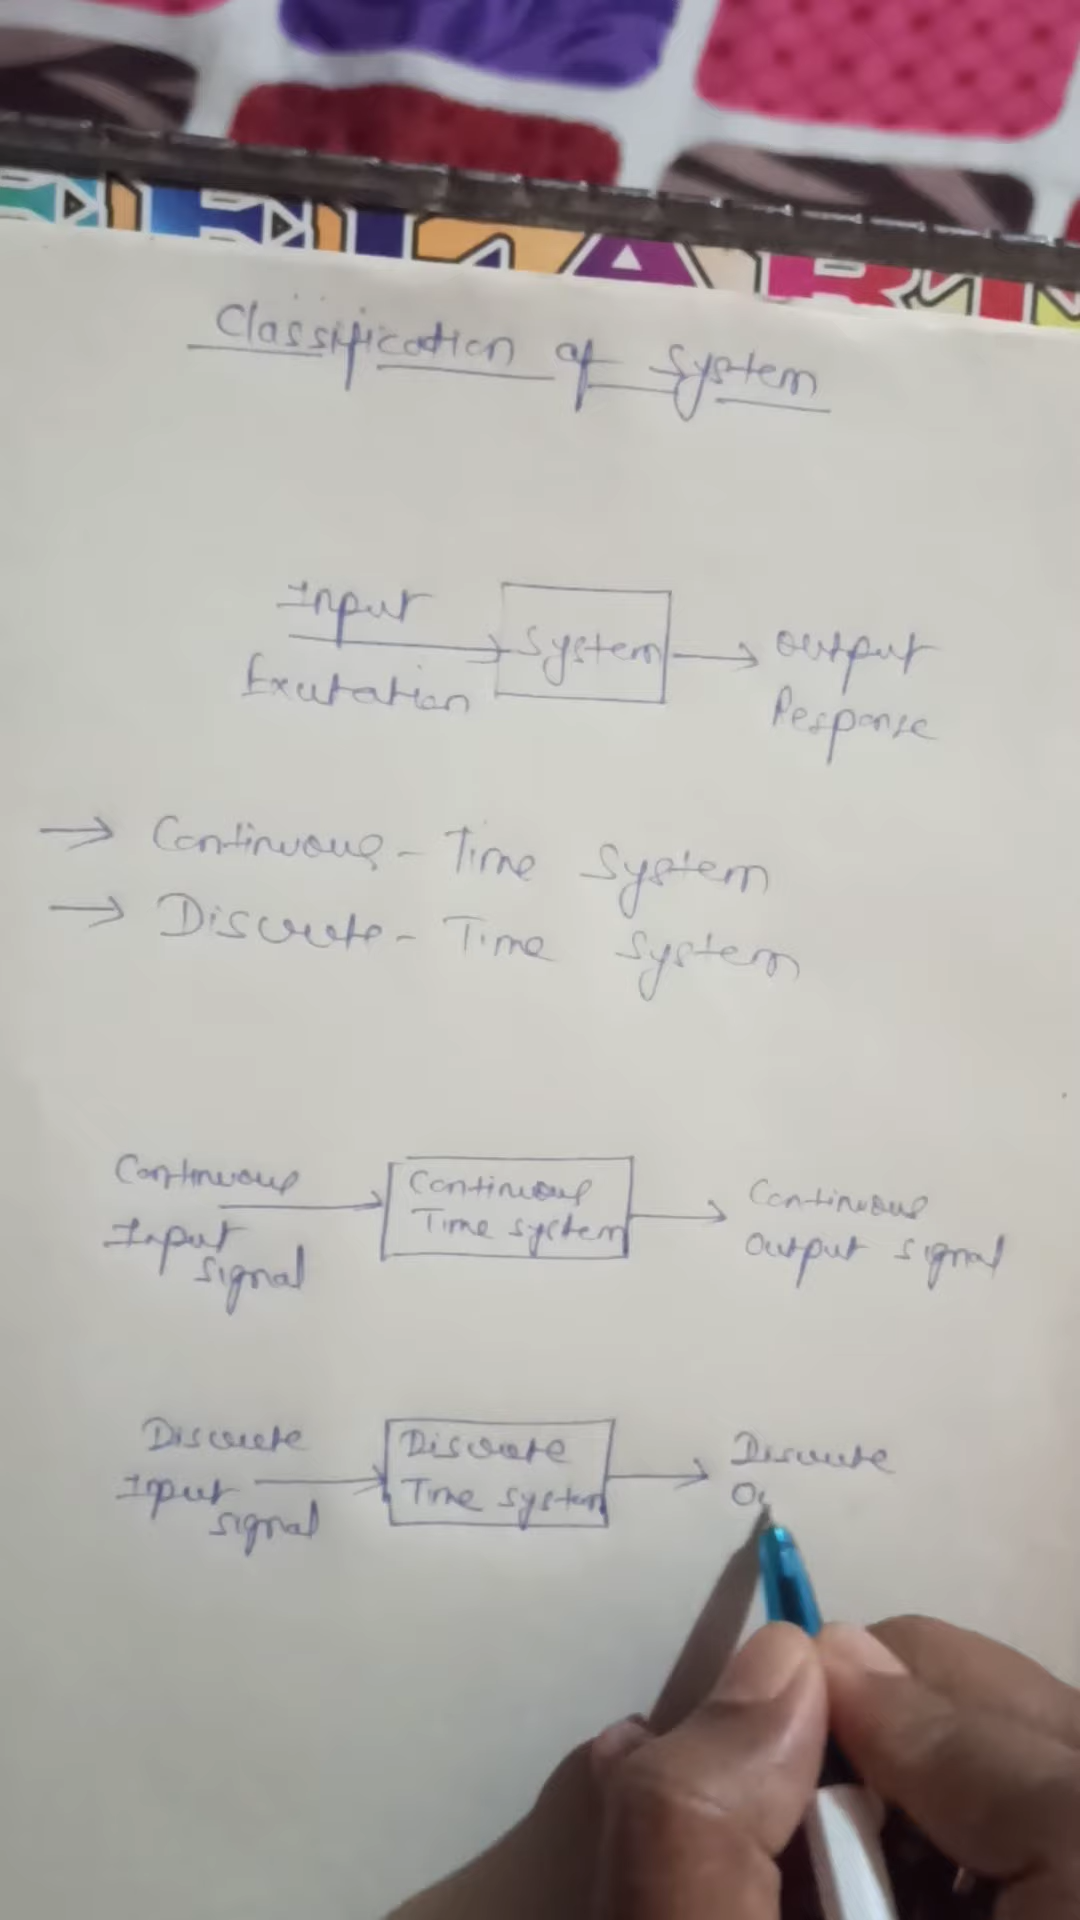 Classification of System
Input
System
Output
Excitation
Response
→ Continuous - Time System
→ Discrete - Time System
Continuous
Input
signal
Continuous
Time system
Continuous
Output signal
Discrete
Input
signal
Discrete
Time system
Discrete
Ou